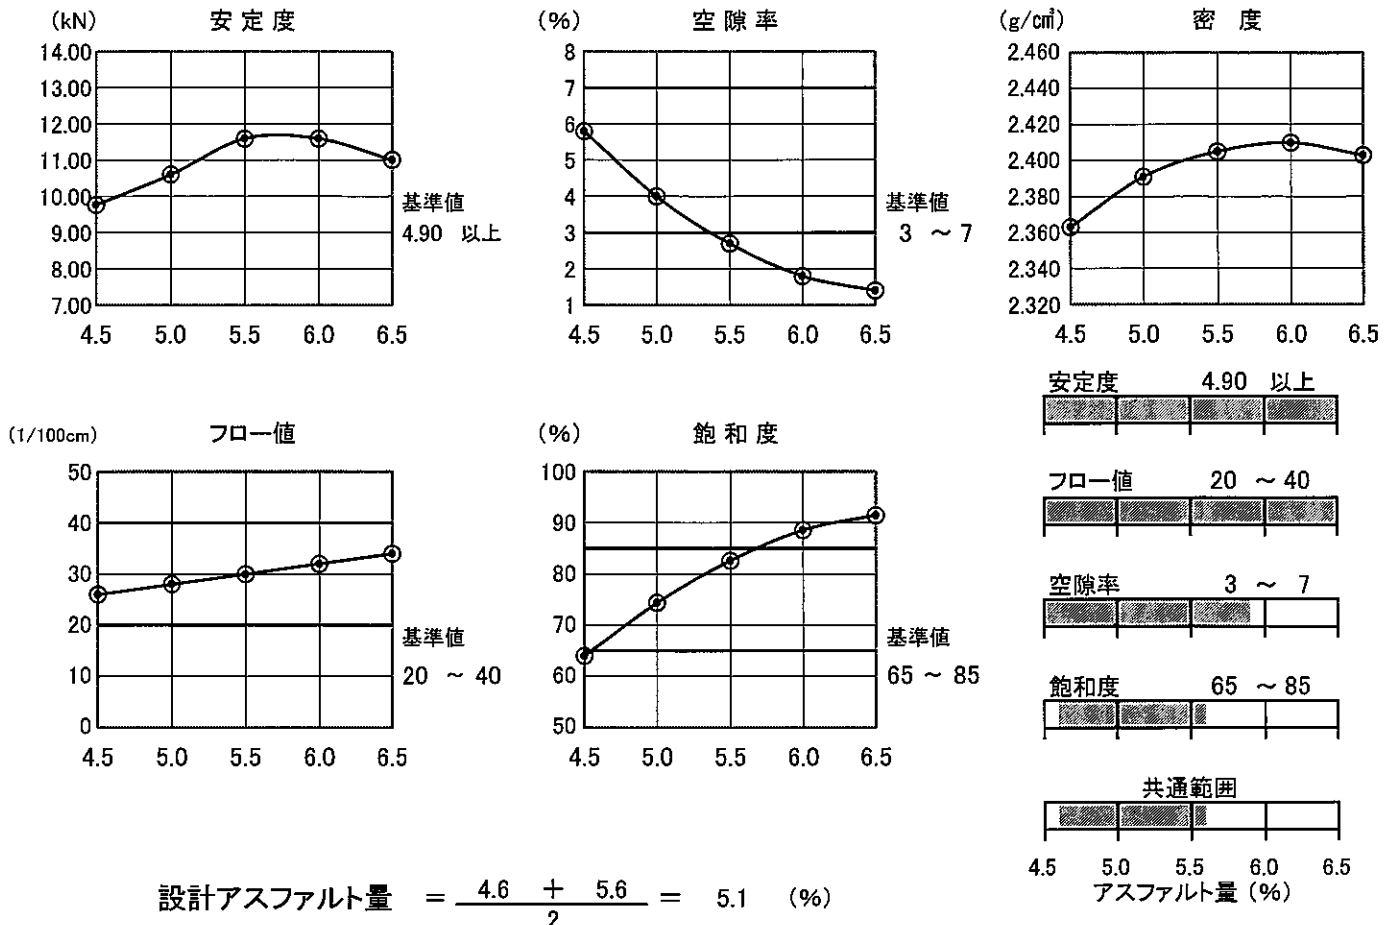 (kN) 安定度
14.00
13.00
12.00
11.00
10.00
9.00
8.00
7.00
4.5 5.0 5.5 6.0 6.5
基準値
4.90 以上
(%) 空隙率
8
7
6
5
4
3
2
1
4.5 5.0 5.5 6.0 6.5
基準値
3 ～ 7
(g/c㎥) 密度
2.460
2.440
2.420
2.400
2.380
2.360
2.340
2.320
4.5 5.0 5.5 6.0 6.5
(1/100cm) フロー値
50
40
30
20
10
0
4.5 5.0 5.5 6.0 6.5
基準値
20 ～ 40
(%) 飽和度
100
90
80
70
60
50
4.5 5.0 5.5 6.0 6.5
基準値
65 ～ 85
安定度 4.90 以上
フロー値 20 ～ 40
空隙率 3 ～ 7
飽和度 65 ～ 85
共通範囲
4.5 5.0 5.5 6.0 6.5
アスファルト量 (%)
設計アスファルト量 = 4.6 + 5.6 = 5.1 (%)
2